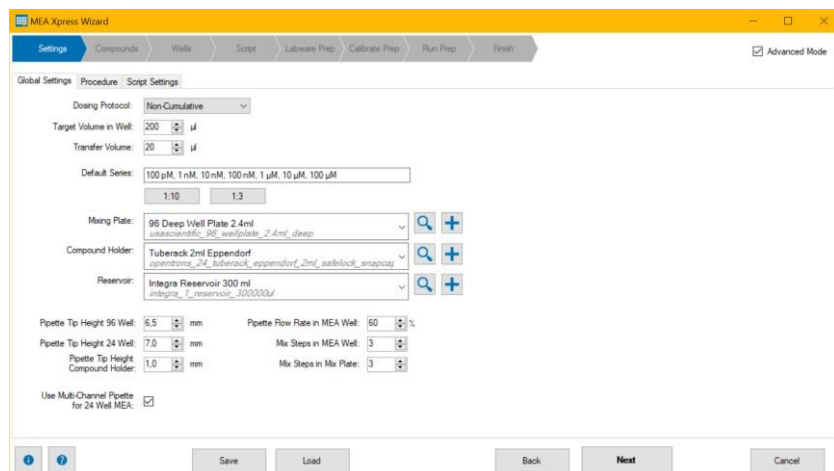 MEA Xpress Wizard
Settings Compounds Wells Script Labware Prep Calibrate Prep Run Prep Finish Advanced Mode
Global Settings Procedure Script Settings
Dosing Protocol: Non-Cumulative
Target Volume in Well: 200 µl
Transfer Volume: 20 µl
Default Series: 100 pM, 1 nM, 10 nM, 100 nM, 1 µM, 10 µM, 100 µM
1:10 1:3
Mixing Plate: 96 Deep Well Plate 2.4ml
usascientific_96_wellplate_2.4ml_deep
Compound Holder: Tuberack 2ml Eppendorf
opentrons_24_tuberack_eppendorf_2ml_safelock_snapcap
Reservoir: Integra Reservoir 300 ml
integra_1_reservoir_300000ul
Pipette Tip Height 96 Well: 6,5 mm Pipette Flow Rate in MEA Well: 60 %
Pipette Tip Height 24 Well: 7,0 mm Mix Steps in MEA Well: 3
Pipette Tip Height
Compound Holder: 1,0 mm Mix Steps in Mix Plate: 3
Use Multi-Channel Pipette
for 24 Well MEA:
Save Load Back Next Cancel